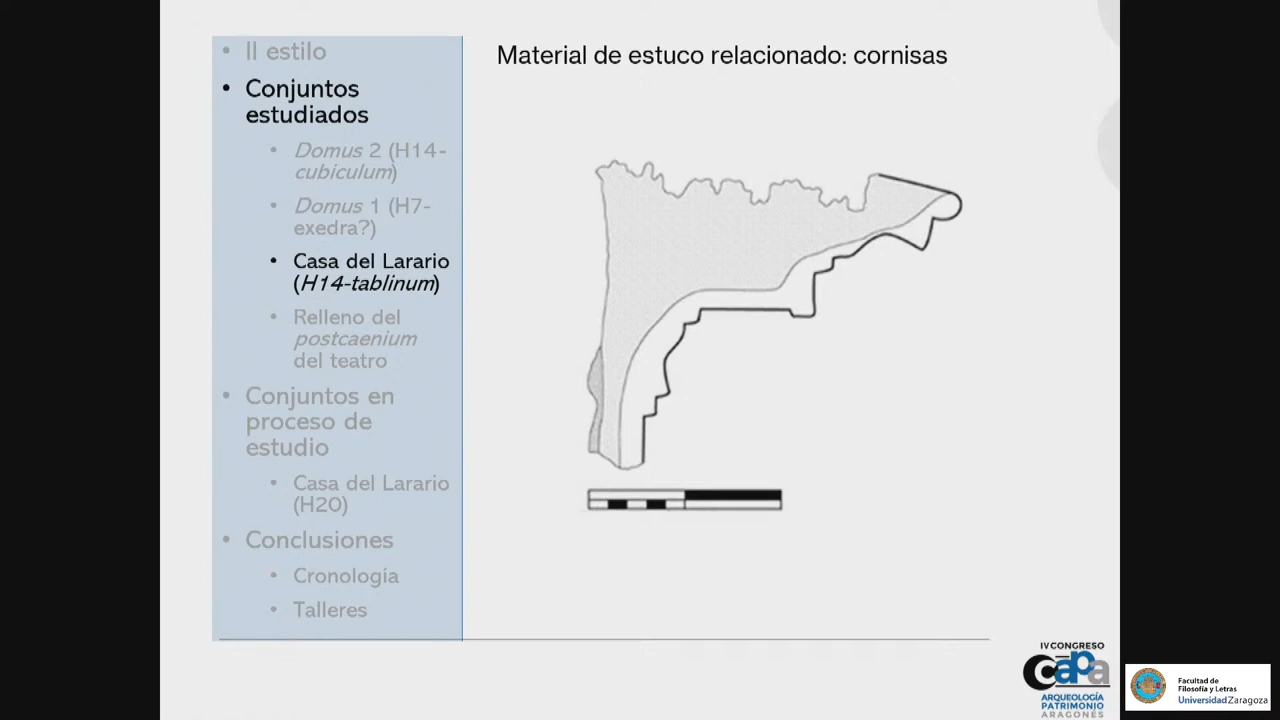 Material de estuco relacionado: cornisas
• II estilo
• Conjuntos
estudiados
• Domus 2 (H14-
cubiculum)
• Domus 1 (H7-
exedra?)
• Casa del Larario
(H14-tablinum)
• Relleno del
postcaenium
del teatro
• Conjuntos en
proceso de
estudio
• Casa del Larario
(H20)
• Conclusiones
• Cronología
• Talleres
IV CONGRESO
capa
ARQUEOLOGÍA
PATRIMONIO
ARAGONÉS
Facultad de
Filosofía y Letras
Universidad Zaragoza